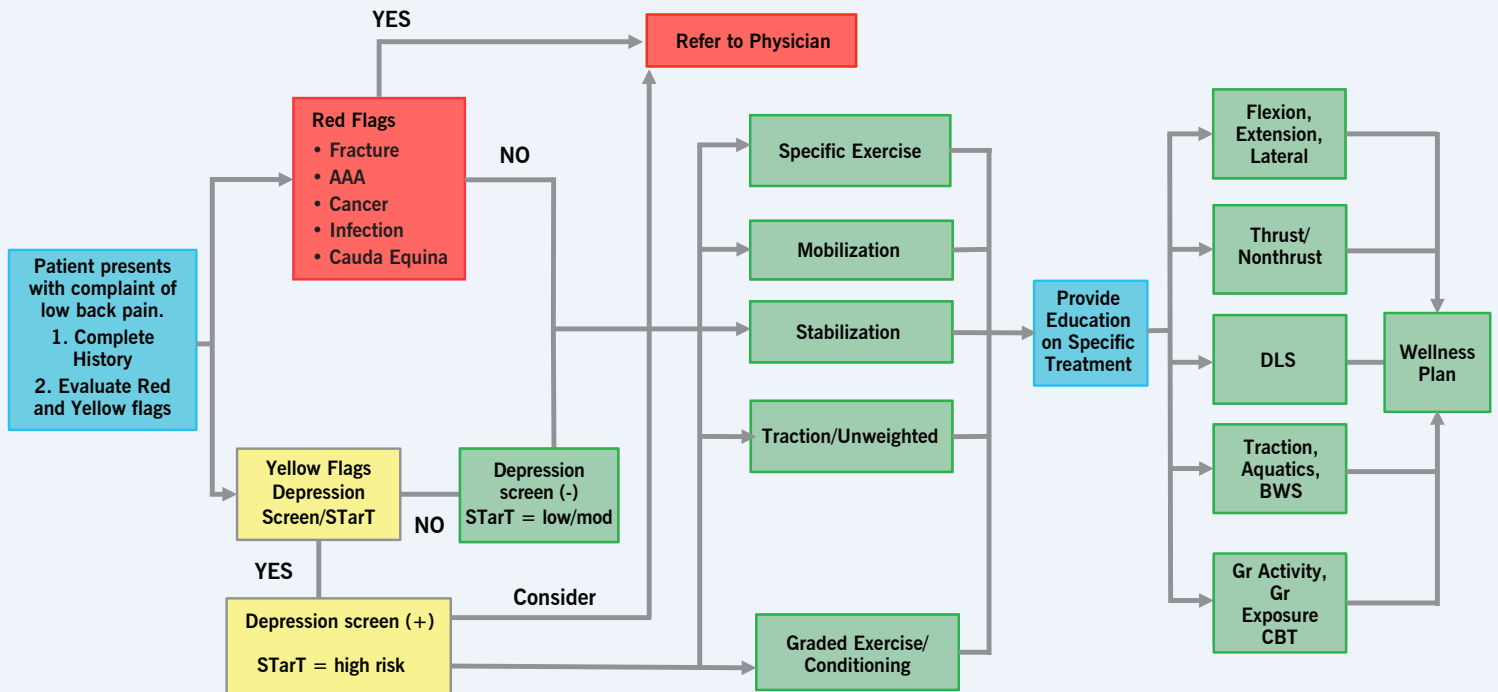 YES
Refer to Physician
Red Flags
• Fracture
• AAA
• Cancer
• Infection
• Cauda Equina
NO
Patient presents
with complaint of
low back pain.
1. Complete
History
2. Evaluate Red
and Yellow flags
Yellow Flags
Depression
Screen/STarT
NO
Depression
screen (-)
STarT = low/mod
YES
Depression screen (+)
STarT = high risk
Consider
Specific Exercise
Mobilization
Stabilization
Traction/Unweighted
Graded Exercise/
Conditioning
Provide
Education
on Specific
Treatment
Flexion,
Extension,
Lateral
Thrust/
Nonthrust
DLS
Traction,
Aquatics,
BWS
Gr Activity,
Gr
Exposure
CBT
Wellness
Plan